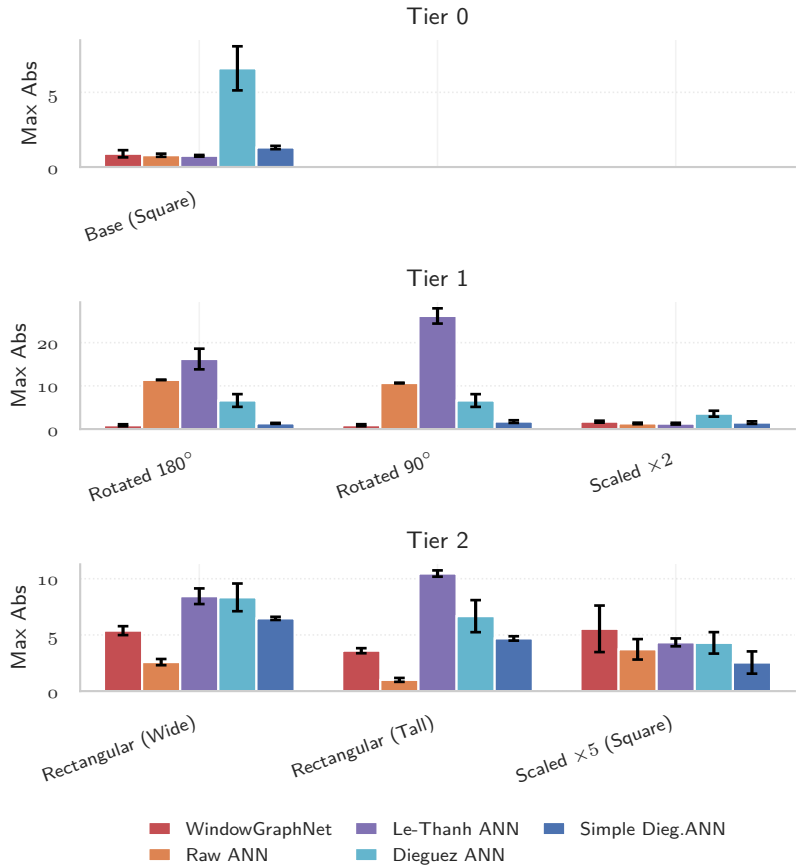 Tier 0
Max Abs
5
0
Base (Square)
Tier 1
Max Abs
20
10
0
Rotated 180°
Rotated 90°
Scaled ×2
Tier 2
Max Abs
10
5
0
Rectangular (Wide)
Rectangular (Tall)
Scaled ×5 (Square)
WindowGraphNet Le-Thanh ANN Simple Dieg.ANN
Raw ANN Dieguez ANN